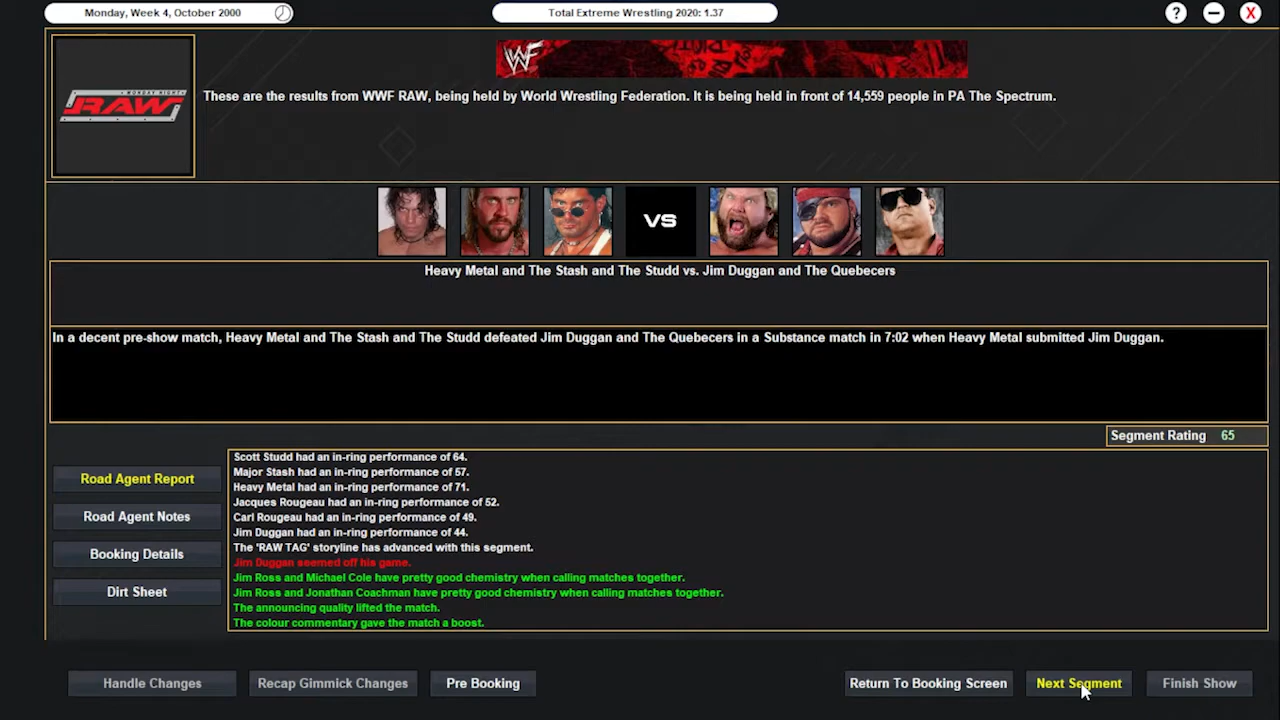 Monday, Week 4, October 2000
Total Extreme Wrestling 2020: 1.37
?
X
MONDAY NIGHT
RAW
WF
These are the results from WWF RAW, being held by World Wrestling Federation. It is being held in front of 14,559 people in PA The Spectrum.
VS
Heavy Metal and The Stash and The Studd vs. Jim Duggan and The Quebecers
In a decent pre-show match, Heavy Metal and The Stash and The Studd defeated Jim Duggan and The Quebecers in a Substance match in 7:02 when Heavy Metal submitted Jim Duggan.
Segment Rating 65
Road Agent Report
Road Agent Notes
Booking Details
Dirt Sheet
Scott Studd had an in-ring performance of 64.
Major Stash had an in-ring performance of 57.
Heavy Metal had an in-ring performance of 71.
Jacques Rougeau had an in-ring performance of 52.
Carl Rougeau had an in-ring performance of 49.
Jim Duggan had an in-ring performance of 44.
The 'RAW TAG' storyline has advanced with this segment.
Jim Duggan seemed off his game.
Jim Ross and Michael Cole have pretty good chemistry when calling matches together.
Jim Ross and Jonathan Coachman have pretty good chemistry when calling matches together.
The announcing quality lifted the match.
The colour commentary gave the match a boost.
Handle Changes
Recap Gimmick Changes
Pre Booking
Return To Booking Screen
Next Segment
Finish Show